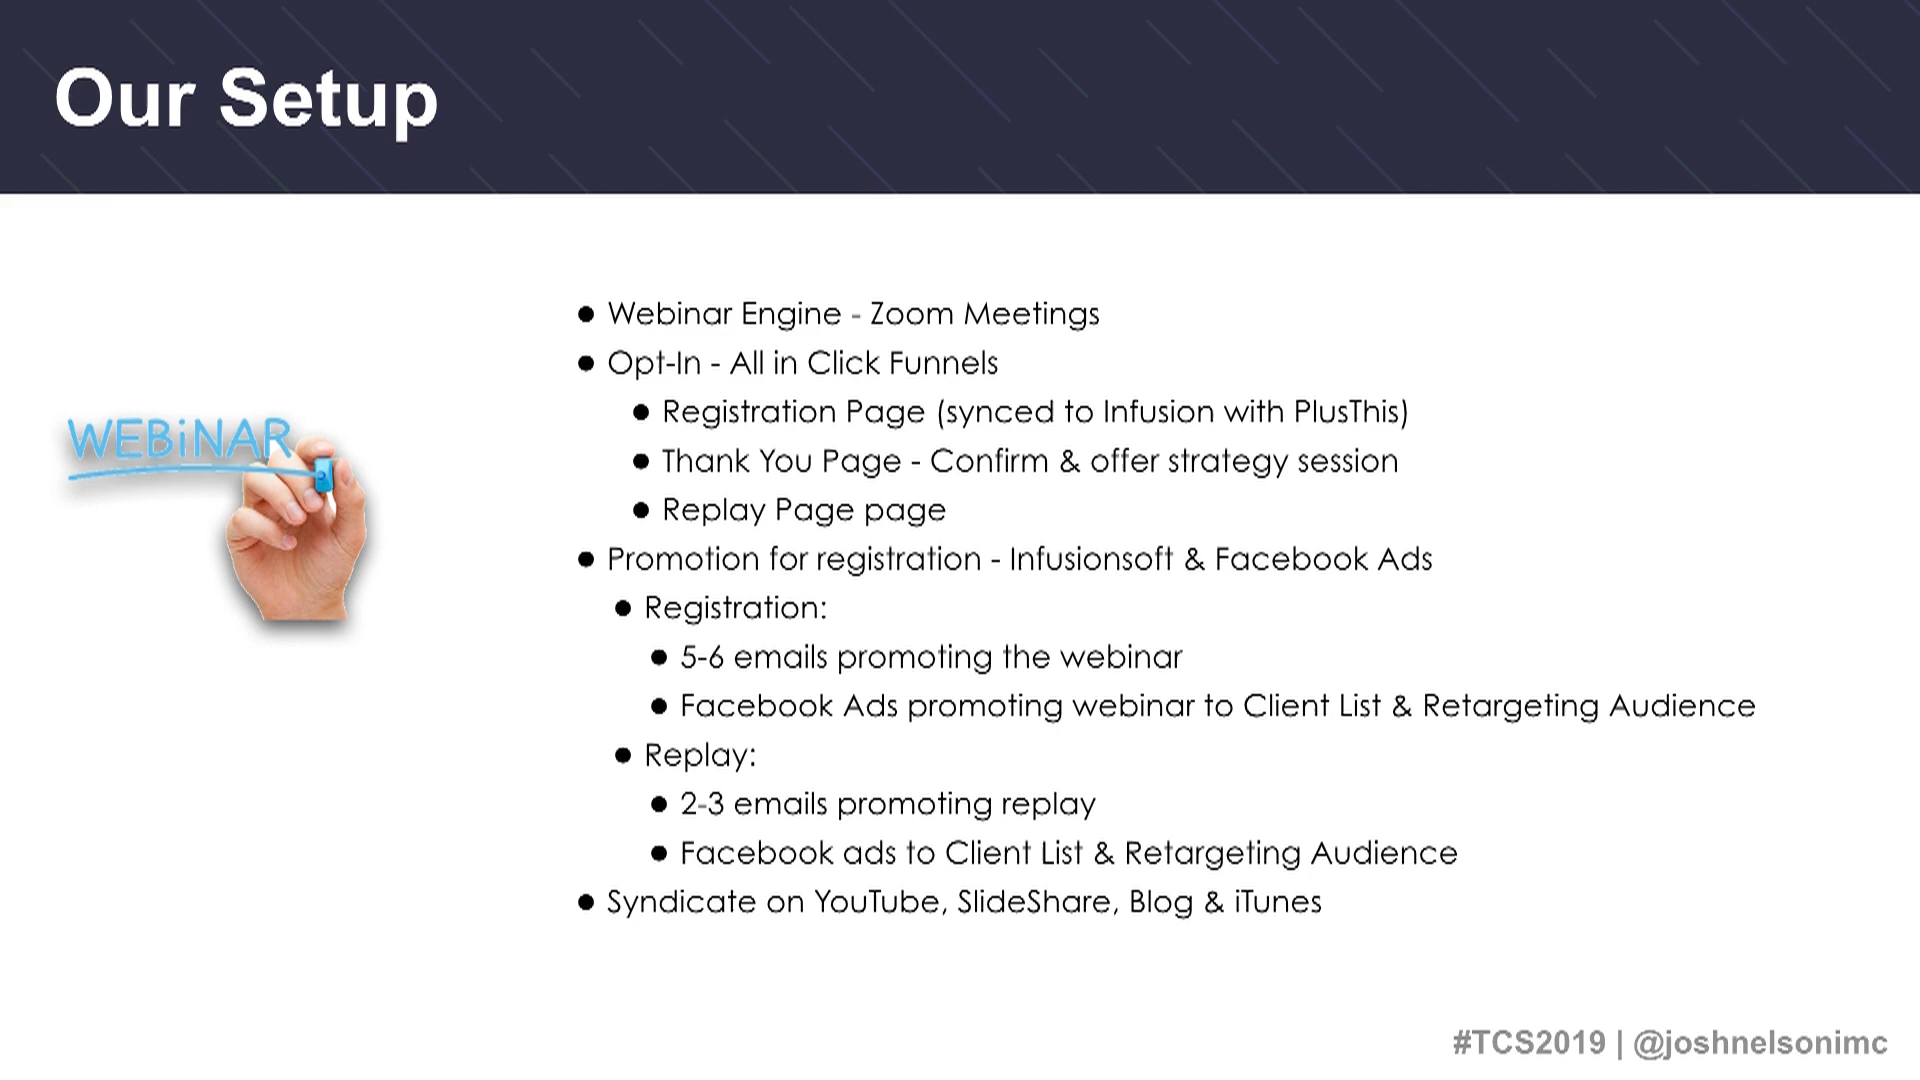 Our Setup
WEBiNAR
● Webinar Engine - Zoom Meetings
● Opt-In - All in Click Funnels
● Registration Page (synced to Infusion with PlusThis)
● Thank You Page - Confirm & offer strategy session
● Replay Page page
● Promotion for registration - Infusionsoft & Facebook Ads
● Registration:
● 5-6 emails promoting the webinar
● Facebook Ads promoting webinar to Client List & Retargeting Audience
● Replay:
● 2-3 emails promoting replay
● Facebook ads to Client List & Retargeting Audience
● Syndicate on YouTube, SlideShare, Blog & iTunes
#TCS2019 | @joshnelsonimc